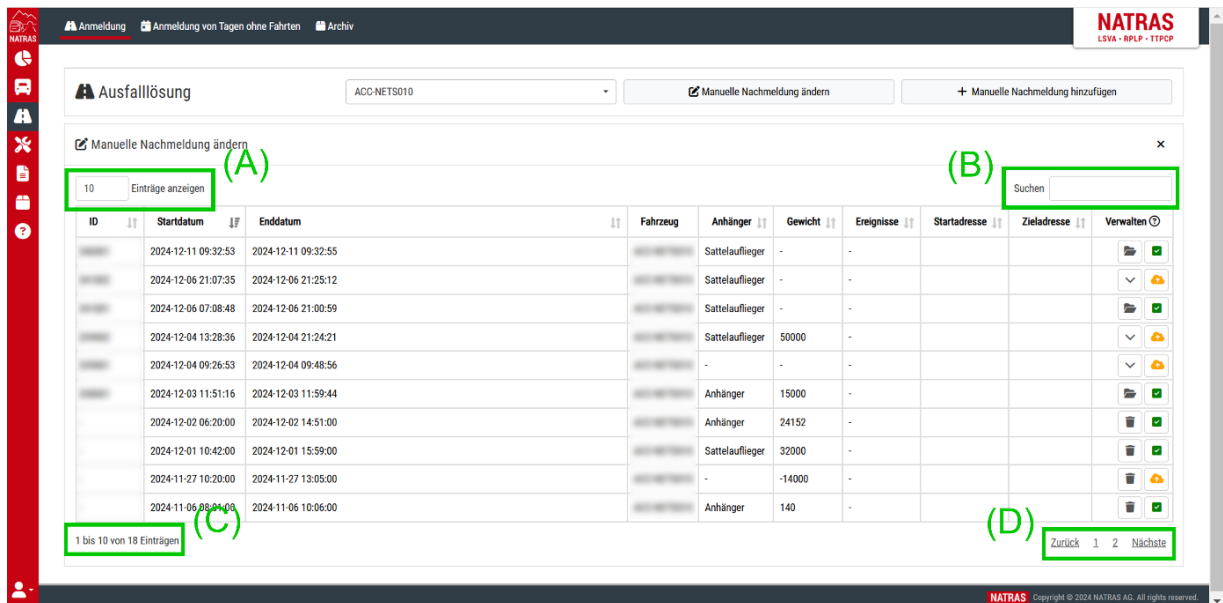 NATRAS
Anmeldung Anmeldung von Tagen ohne Fahrten Archiv
NATRAS
LSVA • RPLP • TTPCP
Ausfalllösung ACC-NETS010 Manuelle Nachmeldung ändern + Manuelle Nachmeldung hinzufügen
Manuelle Nachmeldung ändern ×
(A) (B)
10 Einträge anzeigen Suchen
ID Startdatum Enddatum Fahrzeug Anhänger Gewicht Ereignisse Startadresse Zieladresse Verwalten ?
2024-12-11 09:32:53 2024-12-11 09:32:55 Sattelauflieger - -
2024-12-06 21:07:35 2024-12-06 21:25:12 Sattelauflieger - -
2024-12-06 07:08:48 2024-12-06 21:00:59 Sattelauflieger - -
2024-12-04 13:28:36 2024-12-04 21:24:21 Sattelauflieger 50000 -
2024-12-04 09:26:53 2024-12-04 09:48:56 - - -
2024-12-03 11:51:16 2024-12-03 11:59:44 Anhänger 15000 -
2024-12-02 06:20:00 2024-12-02 14:51:00 Anhänger 24152 -
2024-12-01 10:42:00 2024-12-01 15:59:00 Sattelauflieger 32000 -
2024-11-27 10:20:00 2024-11-27 13:05:00 - -14000 -
2024-11-06 08:01:00 2024-11-06 10:06:00 Anhänger 140 -
(C) (D)
1 bis 10 von 18 Einträgen Zurück 1 2 Nächste
NATRAS Copyright © 2024 NATRAS AG. All rights reserved.